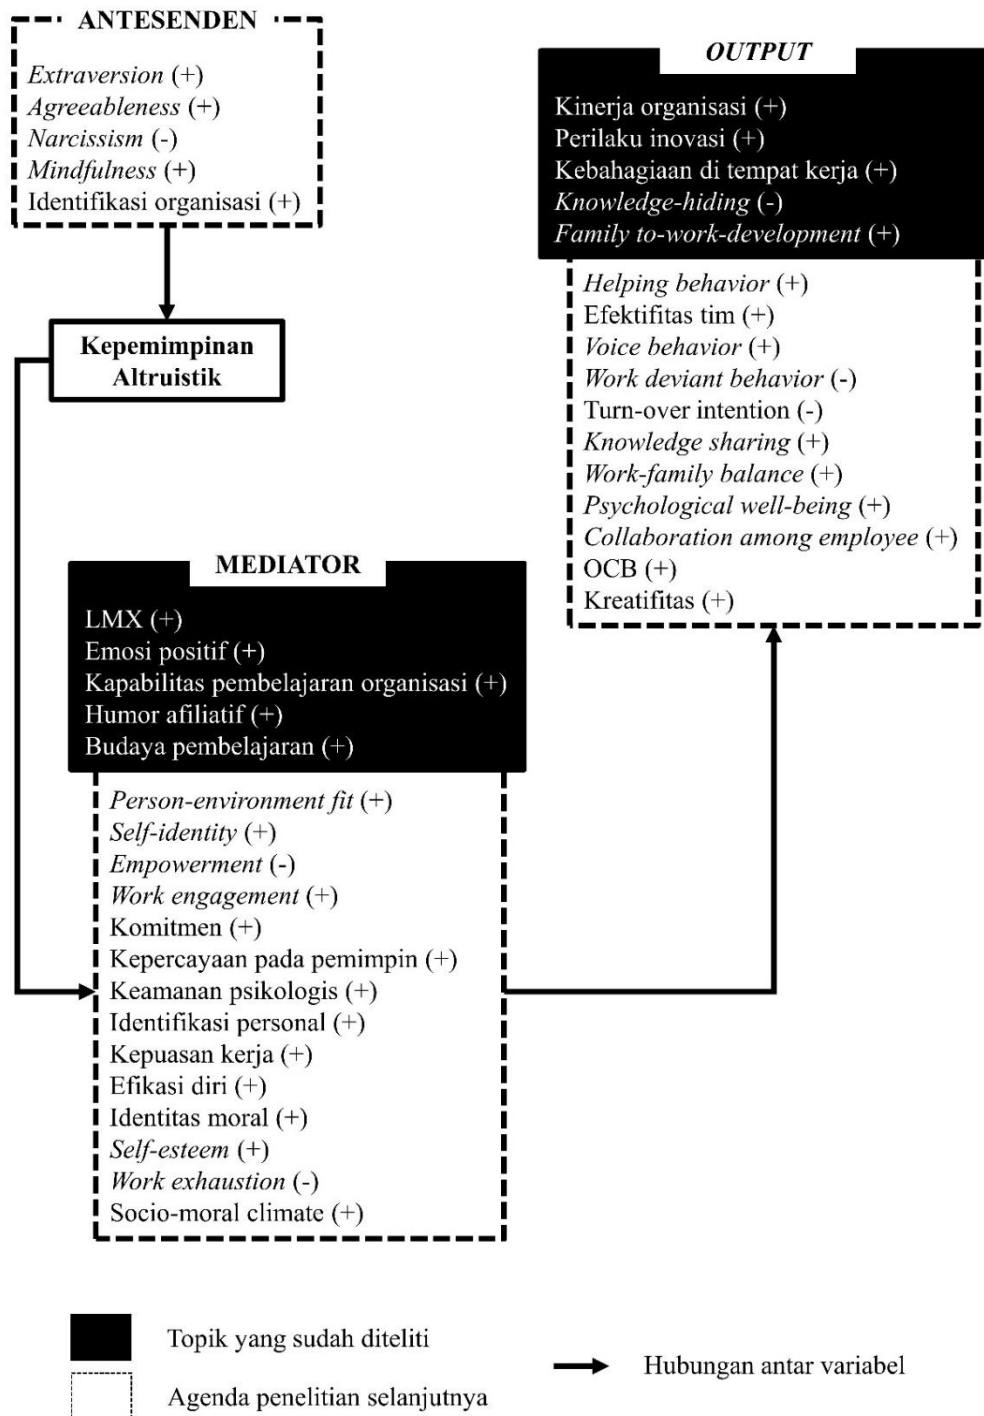 ANTESENDEN
Extraversion (+)
Agreeableness (+)
Narcissism (-)
Mindfulness (+)
Identifikasi organisasi (+)
Kepemimpinan
Altruistik
MEDIATOR
LMX (+)
Emosi positif (+)
Kapabilitas pembelajaran organisasi (+)
Humor afiliatif (+)
Budaya pembelajaran (+)
Person-environment fit (+)
Self-identity (+)
Empowerment (-)
Work engagement (+)
Komitmen (+)
Kepercayaan pada pemimpin (+)
Keamanan psikologis (+)
Identifikasi personal (+)
Kepuasan kerja (+)
Efikasi diri (+)
Identitas moral (+)
Self-esteem (+)
Work exhaustion (-)
Socio-moral climate (+)
OUTPUT
Kinerja organisasi (+)
Perilaku inovasi (+)
Kebahagiaan di tempat kerja (+)
Knowledge-hiding (-)
Family to-work-development (+)
Helping behavior (+)
Efektifitas tim (+)
Voice behavior (+)
Work deviant behavior (-)
Turn-over intention (-)
Knowledge sharing (+)
Work-family balance (+)
Psychological well-being (+)
Collaboration among employee (+)
OCB (+)
Kreatifitas (+)
Topik yang sudah diteliti
Agenda penelitian selanjutnya
Hubungan antar variabel